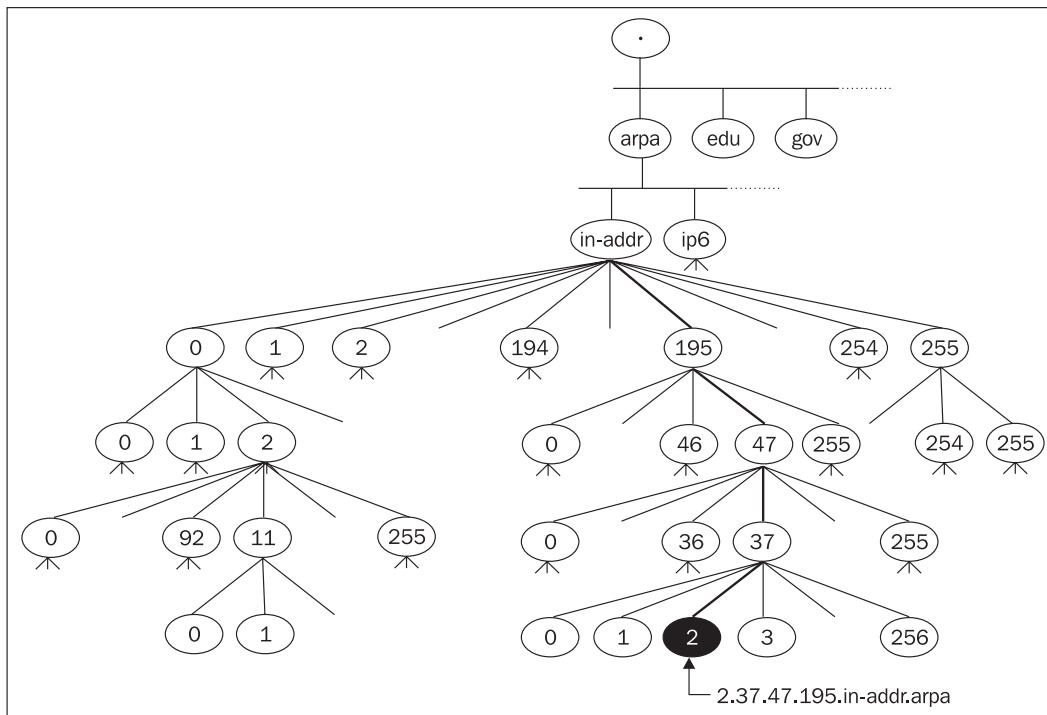 .
arpa edu gov
in-addr ip6
0 1 2 194 195 254 255
0 1 2 0 46 47 255 254 255
0 92 11 255 0 36 37 255
0 1 0 1 2 3 256
2.37.47.195.in-addr.arpa